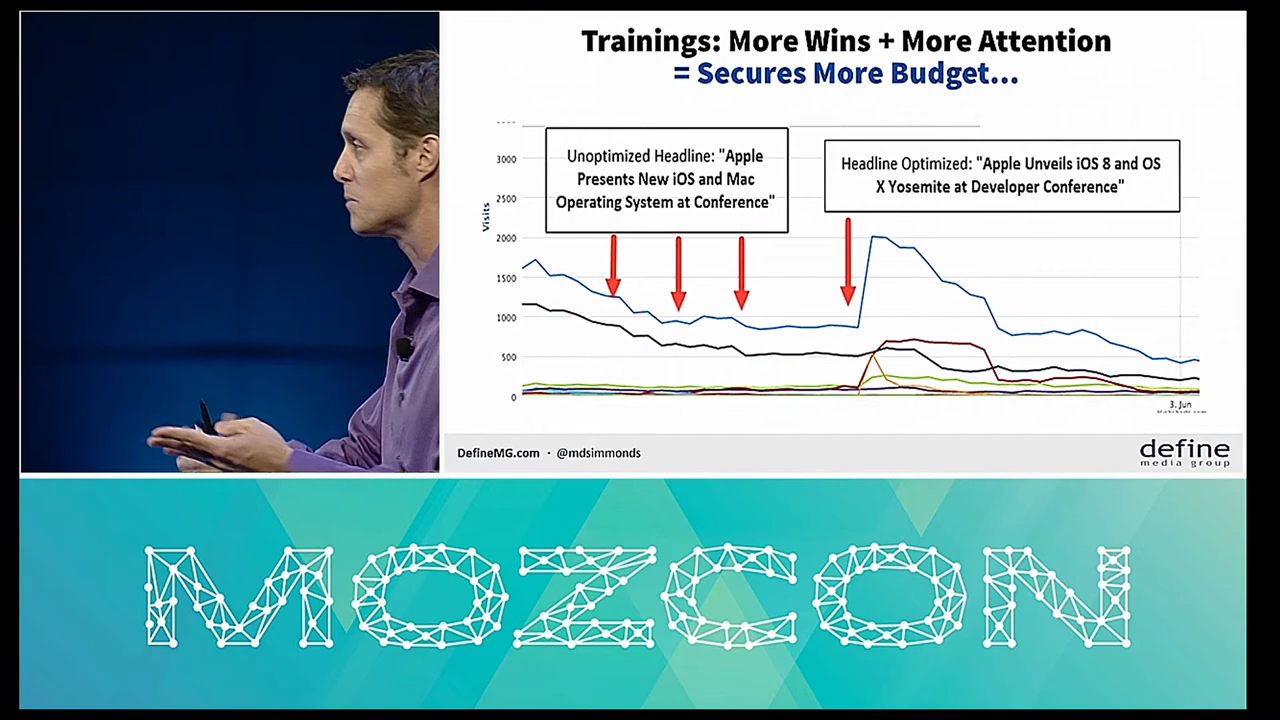 Trainings: More Wins + More Attention
= Secures More Budget...
Unoptimized Headline: "Apple
Presents New iOS and Mac
Operating System at Conference"
Headline Optimized: "Apple Unveils iOS 8 and OS
X Yosemite at Developer Conference"
Visits
3000
2500
2000
1500
1000
500
0
3. Jun
DefineMG.com · @mdsimmonds
define
media group
MOZCON